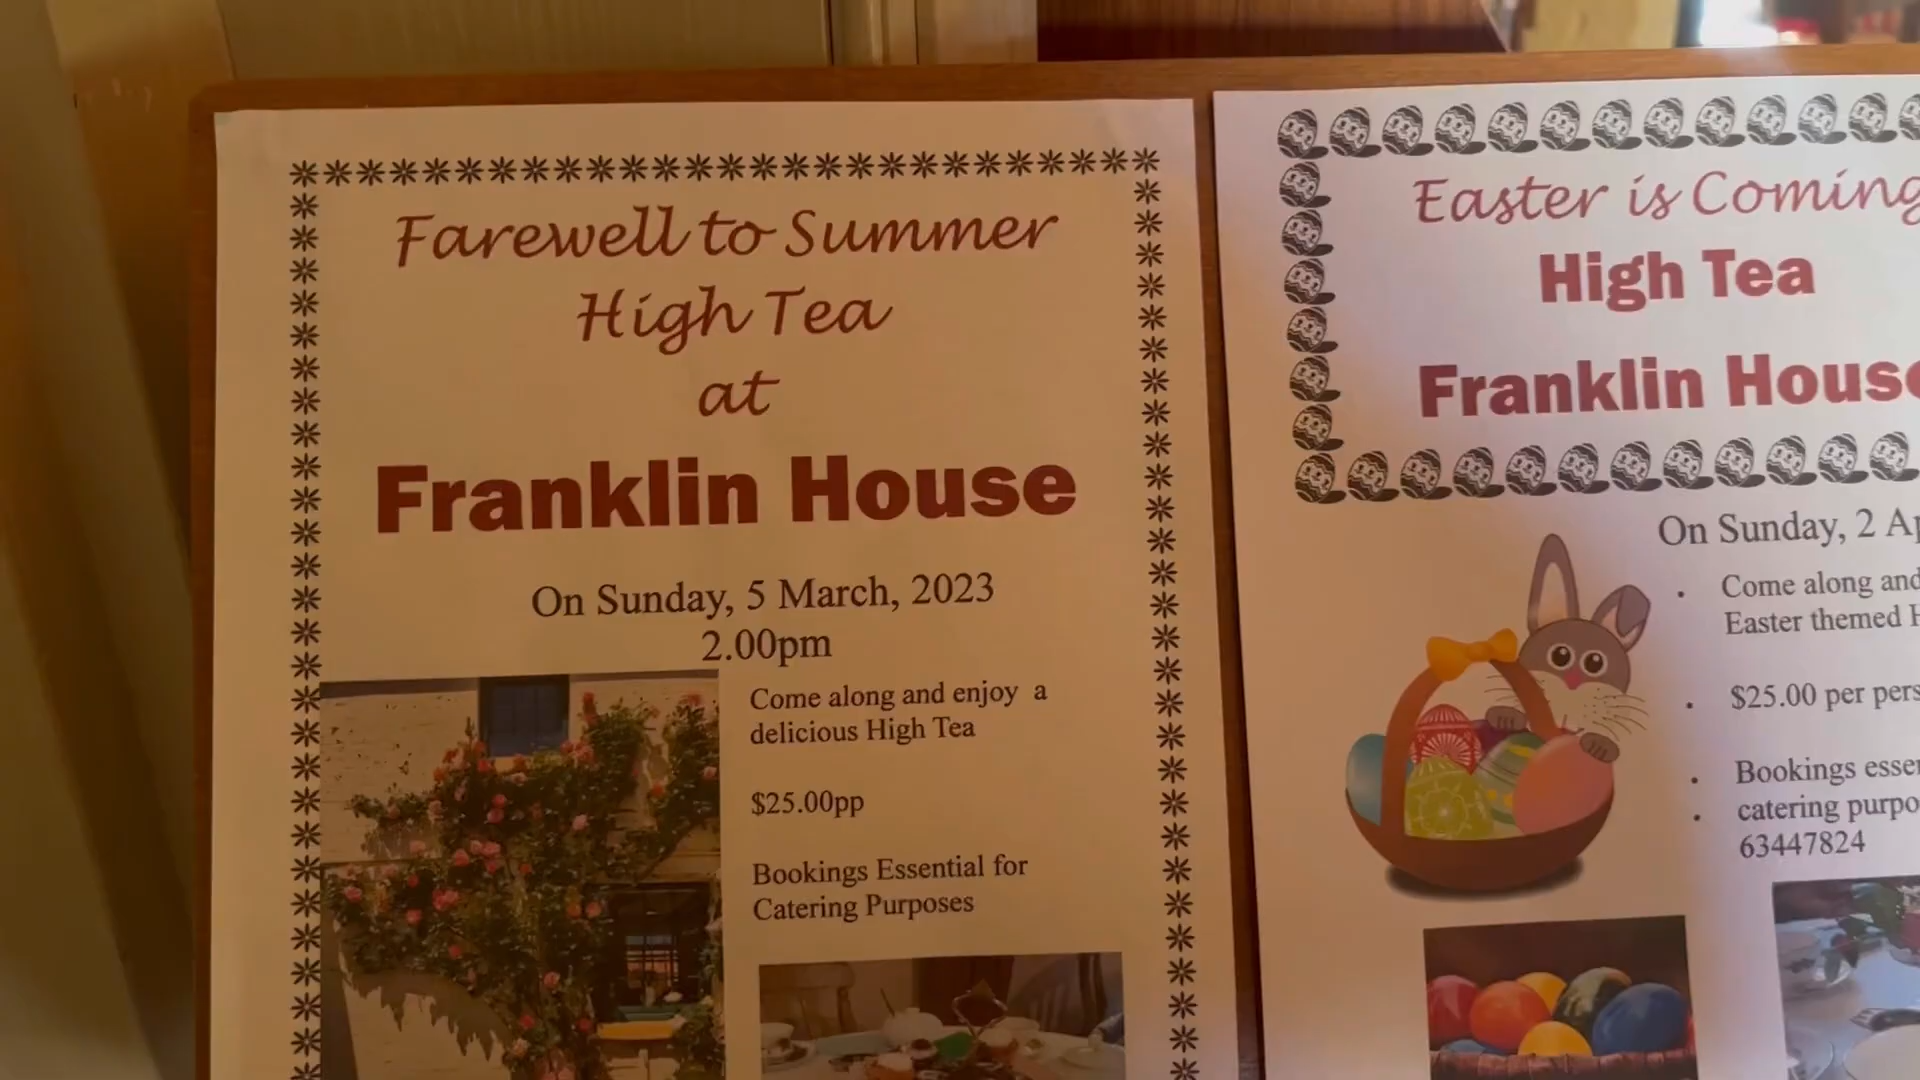 Farewell to Summer
High Tea
at
Franklin House
On Sunday, 5 March, 2023
2.00pm
Come along and enjoy a
delicious High Tea
$25.00pp
Bookings Essential for
Catering Purposes
Easter is Coming
High Tea
Franklin House
On Sunday, 2
Come along and
Easter themed
$25.00 per
Bookings
catering
63447824